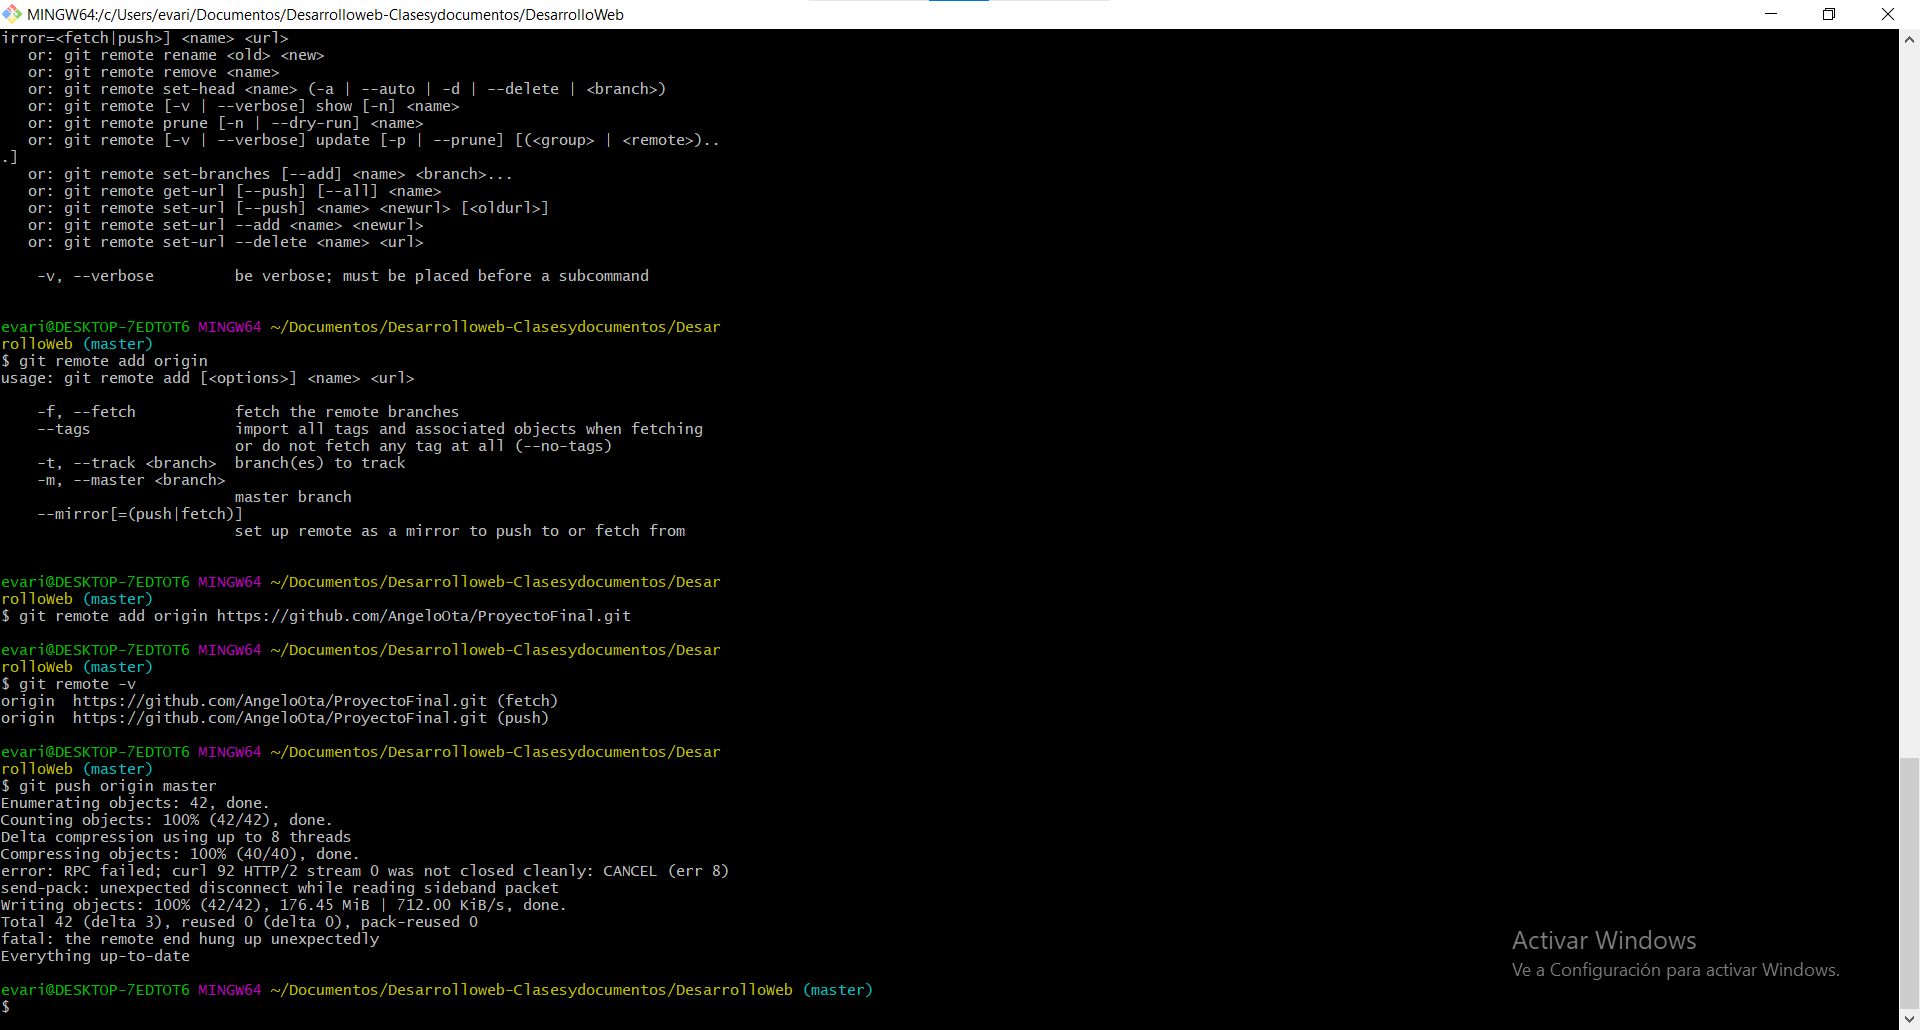 MINGW64:/c/Users/evari/Documentos/Desarrolloweb-Clasesydocumentos/DesarrolloWeb
irror=<fetch|push>] <name> <url>
   or: git remote rename <old> <new>
   or: git remote remove <name>
   or: git remote set-head <name> (-a | --auto | -d | --delete | <branch>)
   or: git remote [-v | --verbose] show [-n] <name>
   or: git remote prune [-n | --dry-run] <name>
   or: git remote [-v | --verbose] update [-p | --prune] [(<group> | <remote>)..
.]
   or: git remote set-branches [--add] <name> <branch>...
   or: git remote get-url [--push] [--all] <name>
   or: git remote set-url [--push] <name> <newurl> [<oldurl>]
   or: git remote set-url --add <name> <newurl>
   or: git remote set-url --delete <name> <url>

    -v, --verbose         be verbose; must be placed before a subcommand

evari@DESKTOP-7EDTOT6 MINGW64 ~/Documentos/Desarrolloweb-Clasesydocumentos/Desar
rolloWeb (master)
$ git remote add origin
usage: git remote add [<options>] <name> <url>

    -f, --fetch           fetch the remote branches
    --tags                import all tags and associated objects when fetching
                          or do not fetch any tag at all (--no-tags)
    -t, --track <branch>  branch(es) to track
    -m, --master <branch>
                          master branch
    --mirror[=(push|fetch)]
                          set up remote as a mirror to push to or fetch from

evari@DESKTOP-7EDTOT6 MINGW64 ~/Documentos/Desarrolloweb-Clasesydocumentos/Desar
rolloWeb (master)
$ git remote add origin https://github.com/AngeloOta/ProyectoFinal.git

evari@DESKTOP-7EDTOT6 MINGW64 ~/Documentos/Desarrolloweb-Clasesydocumentos/Desar
rolloWeb (master)
$ git remote -v
origin  https://github.com/AngeloOta/ProyectoFinal.git (fetch)
origin  https://github.com/AngeloOta/ProyectoFinal.git (push)

evari@DESKTOP-7EDTOT6 MINGW64 ~/Documentos/Desarrolloweb-Clasesydocumentos/Desar
rolloWeb (master)
$ git push origin master
Enumerating objects: 42, done.
Counting objects: 100% (42/42), done.
Delta compression using up to 8 threads
Compressing objects: 100% (40/40), done.
error: RPC failed; curl 92 HTTP/2 stream 0 was not closed cleanly: CANCEL (err 8)
send-pack: unexpected disconnect while reading sideband packet
Writing objects: 100% (42/42), 176.45 MiB | 712.00 KiB/s, done.
Total 42 (delta 3), reused 0 (delta 0), pack-reused 0
fatal: the remote end hung up unexpectedly
Everything up-to-date

evari@DESKTOP-7EDTOT6 MINGW64 ~/Documentos/Desarrolloweb-Clasesydocumentos/DesarrolloWeb (master)
$
Activar Windows
Ve a Configuración para activar Windows.